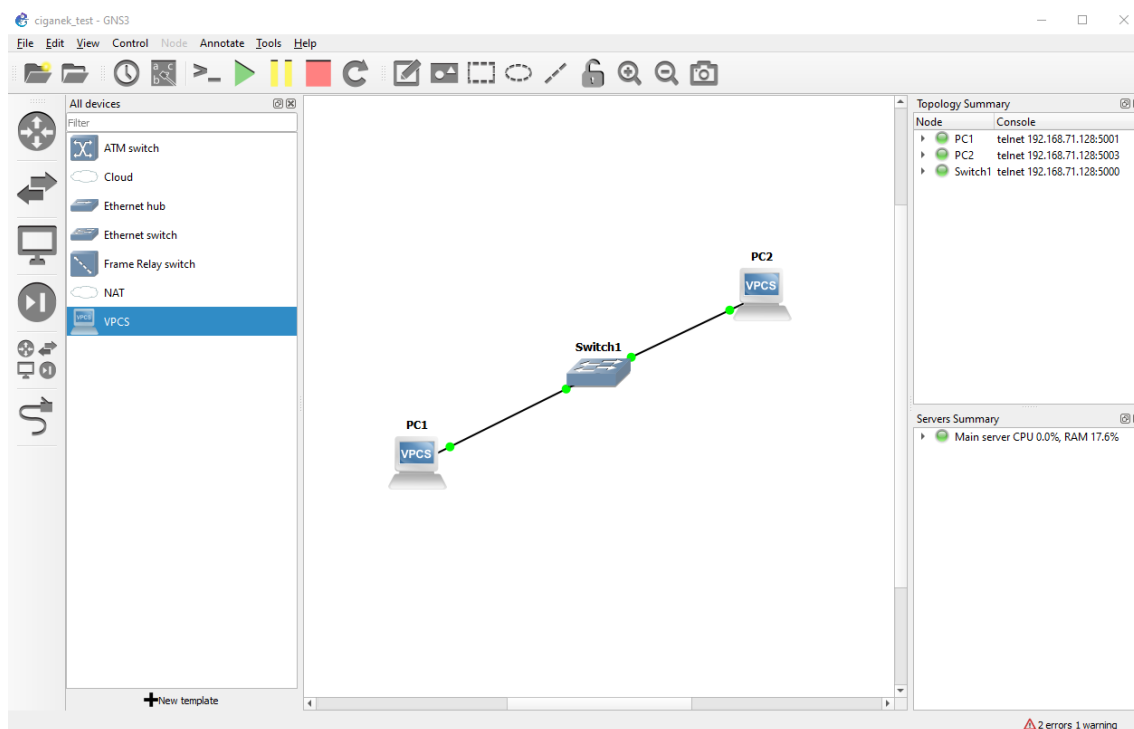 ciganek_test - GNS3
File Edit View Control Node Annotate Tools Help
All devices
Filter
ATM switch
Cloud
Ethernet hub
Ethernet switch
Frame Relay switch
NAT
VPCS
New template
PC2
VPCS
Switch1
PC1
VPCS
Topology Summary
Node Console
PC1 telnet 192.168.71.128:5001
PC2 telnet 192.168.71.128:5003
Switch1 telnet 192.168.71.128:5000
Servers Summary
Main server CPU 0.0%, RAM 17.6%
2 errors 1 warning